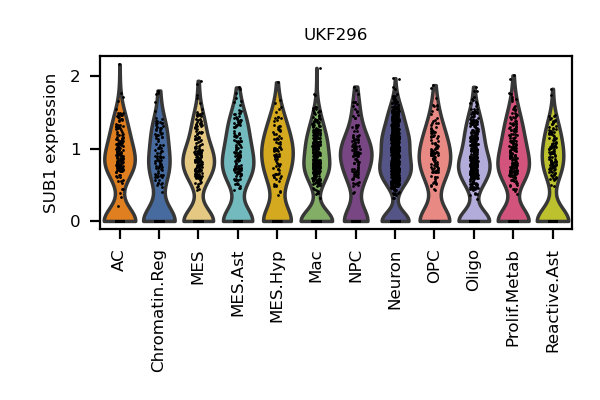 UKF296
SUB1 expression
2
1
0
AC
Chromatin.Reg
MES
MES.Ast
MES.Hyp
Mac
NPC
Neuron
OPC
Oligo
Prolif.Metab
Reactive.Ast